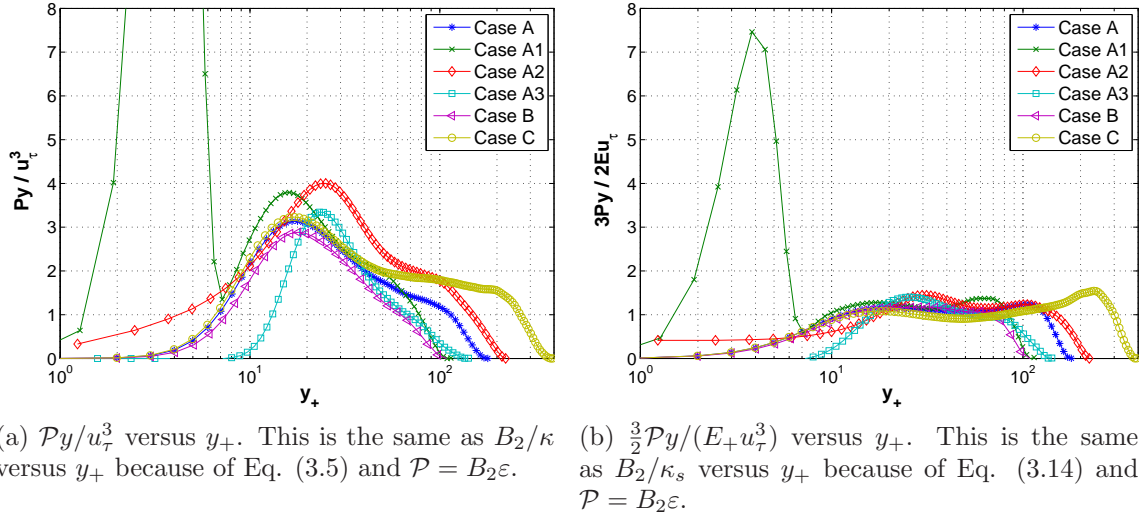 8
7
6
5
4
3
2
1
0
Py / u_τ^3
10^0
10^1
10^2
y_+
Case A
Case A1
Case A2
Case A3
Case B
Case C
8
7
6
5
4
3
2
1
0
3Py / 2Eu_τ
10^0
10^1
10^2
y_+
Case A
Case A1
Case A2
Case A3
Case B
Case C
(a) 𝒫y/u_τ^3 versus y_+. This is the same as B_2/κ
versus y_+ because of Eq. (3.5) and 𝒫 = B_2ε.
(b) 3/2 𝒫y/(E_+u_τ^3) versus y_+. This is the same
as B_2/κ_s versus y_+ because of Eq. (3.14) and
𝒫 = B_2ε.